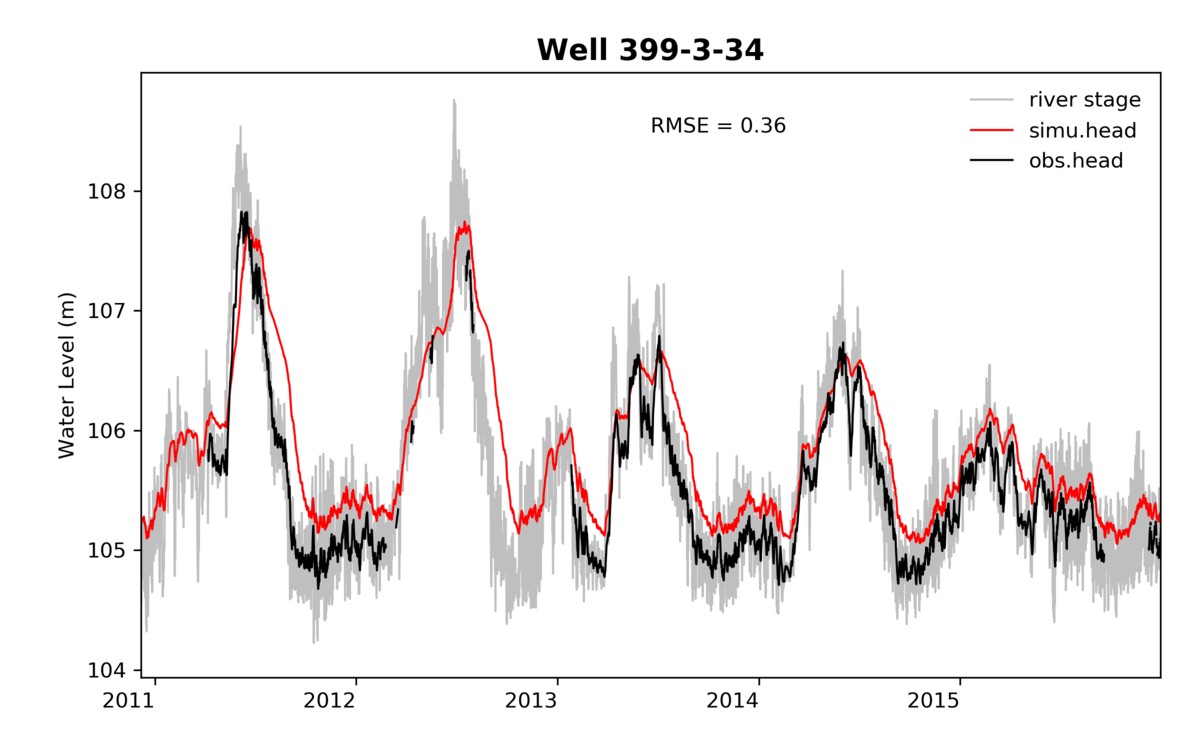 Well 399-3-34
RMSE = 0.36
river stage
simu.head
obs.head
Water Level (m)
108
107
106
105
104
2011
2012
2013
2014
2015